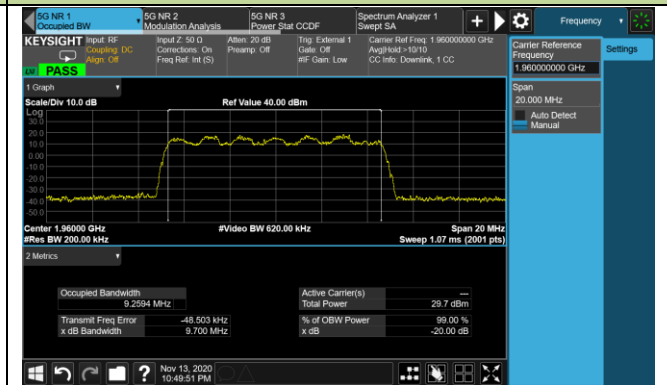 5G NR 1
Occupied BW
5G NR 2
Modulation Analysis
5G NR 3
Power Stat CCDF
Spectrum Analyzer 1
Swept SA
Frequency
KEYSIGHT
Input: RF
Coupling: DC
Align: Off
Input Z: 50 Ω
Corrections: On
Freq Ref: Int (S)
Atten: 20 dB
Preamp: Off
Trig: External 1
Gate: Off
#IF Gain: Low
Carrier Ref Freq: 1.960000000 GHz
Avg|Hold:>10/10
CC Info: Downlink, 1 CC
PASS
Carrier Reference
Frequency
1.960000000 GHz
Settings
Span
20.000 MHz
Auto Detect
Manual
1 Graph
Scale/Div 10.0 dB
Ref Value 40.00 dBm
Log
30.0
20.0
10.0
0.00
-10.0
-20.0
-30.0
-40.0
-50.0
Center 1.96000 GHz
#Video BW 620.00 kHz
Span 20 MHz
#Res BW 200.00 kHz
Sweep 1.07 ms (2001 pts)
2 Metrics
Occupied Bandwidth
9.2594 MHz
Active Carrier(s)
---
Total Power
29.7 dBm
Transmit Freq Error
-48.503 kHz
% of OBW Power
99.00 %
x dB Bandwidth
9.700 MHz
x dB
-20.00 dB
Nov 13, 2020
10:49:51 PM